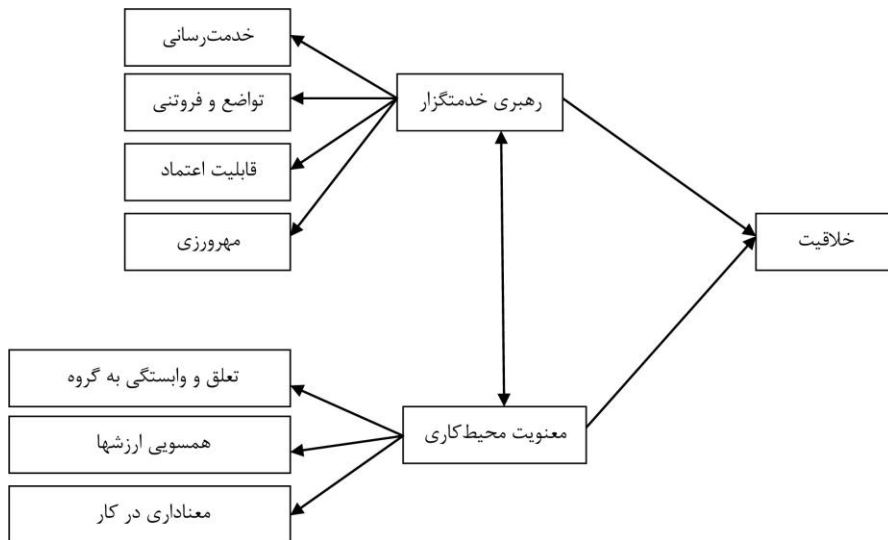 خدمت‌رسانی
رهبری خدمتگزار
تواضع و فروتنی
قابلیت اعتماد
مهرورزی
خلاقیت
تعلق و وابستگی به گروه
معنویت محیط‌کاری
همسویی ارزشها
معناداری در کار